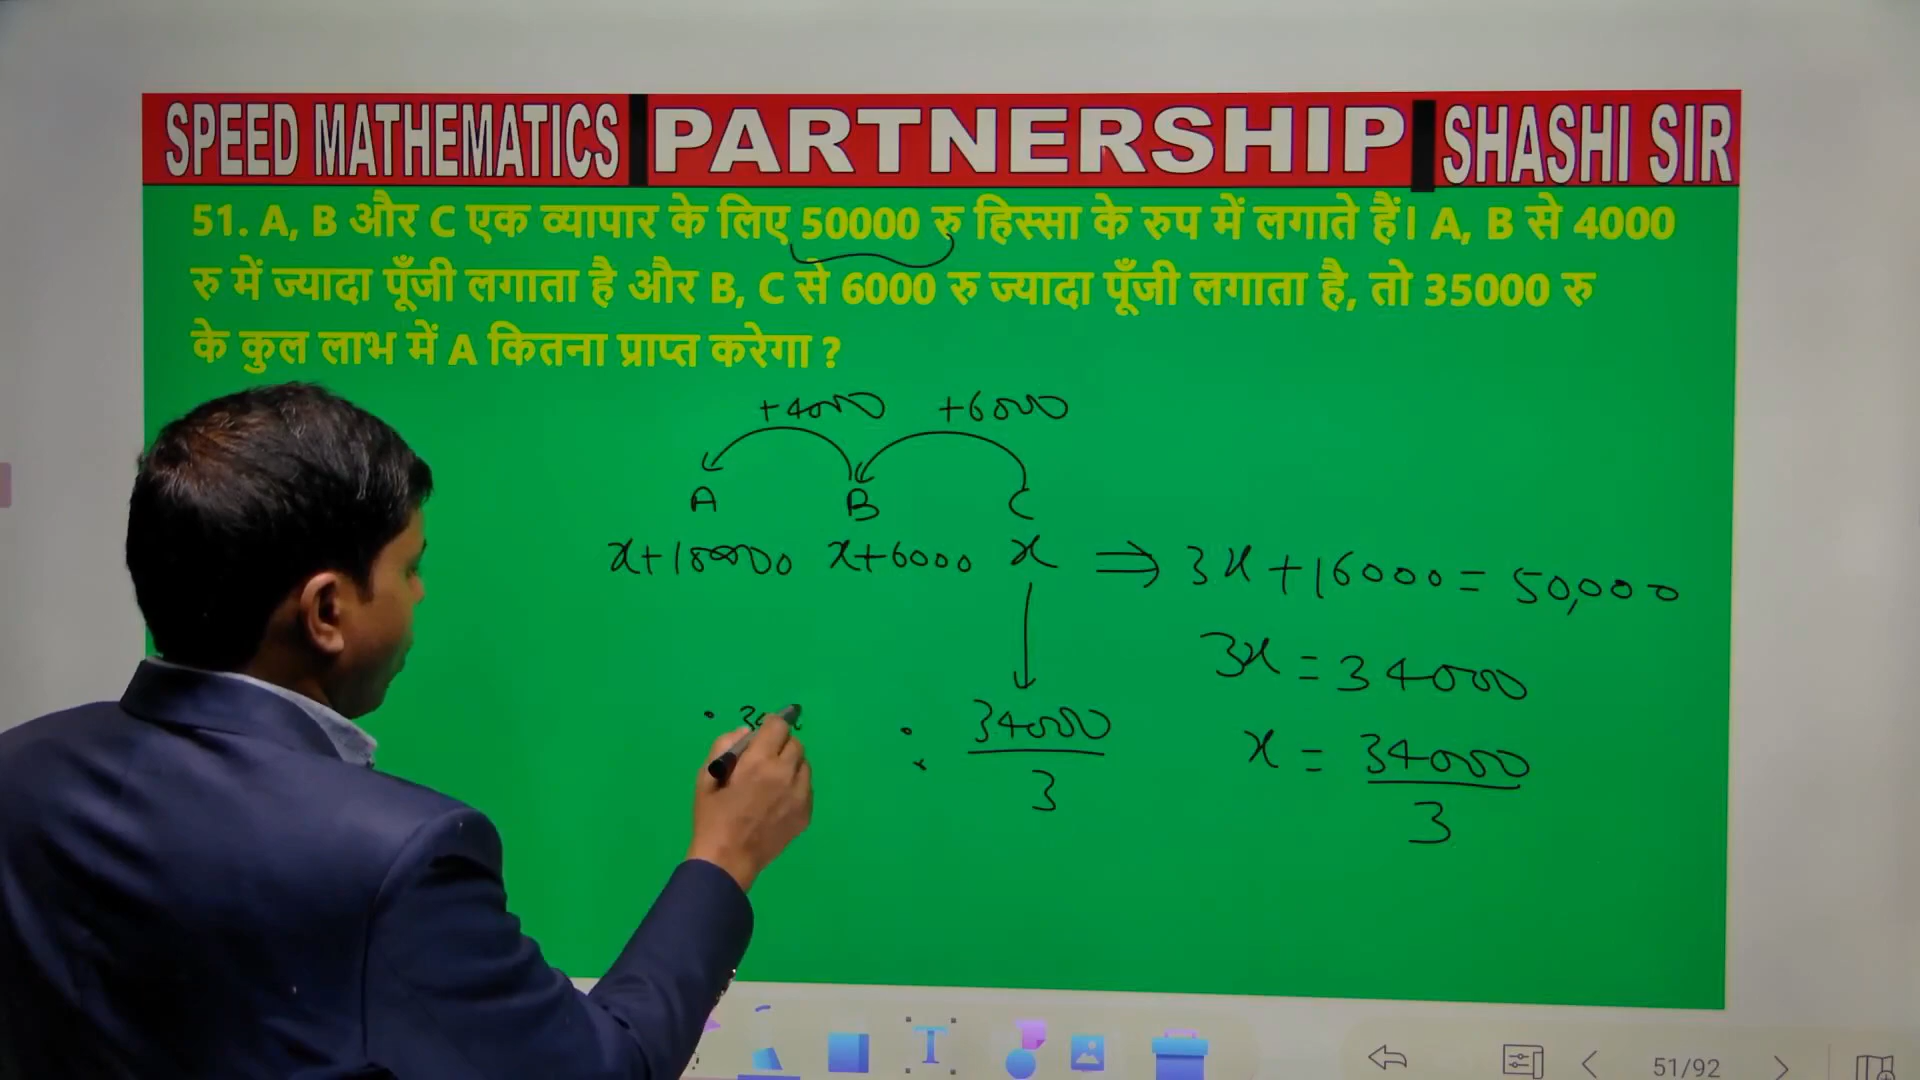 SPEED MATHEMATICS PARTNERSHIP SHASHI SIR
51. A, B और C एक व्यापार के लिए 50000 रु हिस्सा के रुप में लगाते हैं। A, B से 4000
रु में ज्यादा पूँजी लगाता है और B, C से 6000 रु ज्यादा पूँजी लगाता है, तो 35000 रु
के कुल लाभ में A कितना प्राप्त करेगा ?
+4000 +6000
A B C
x+10000 x+6000 x ⇒ 3x+16000 = 50,000
3x = 34000
: 34000/3
x = 34000/3
T
51/92